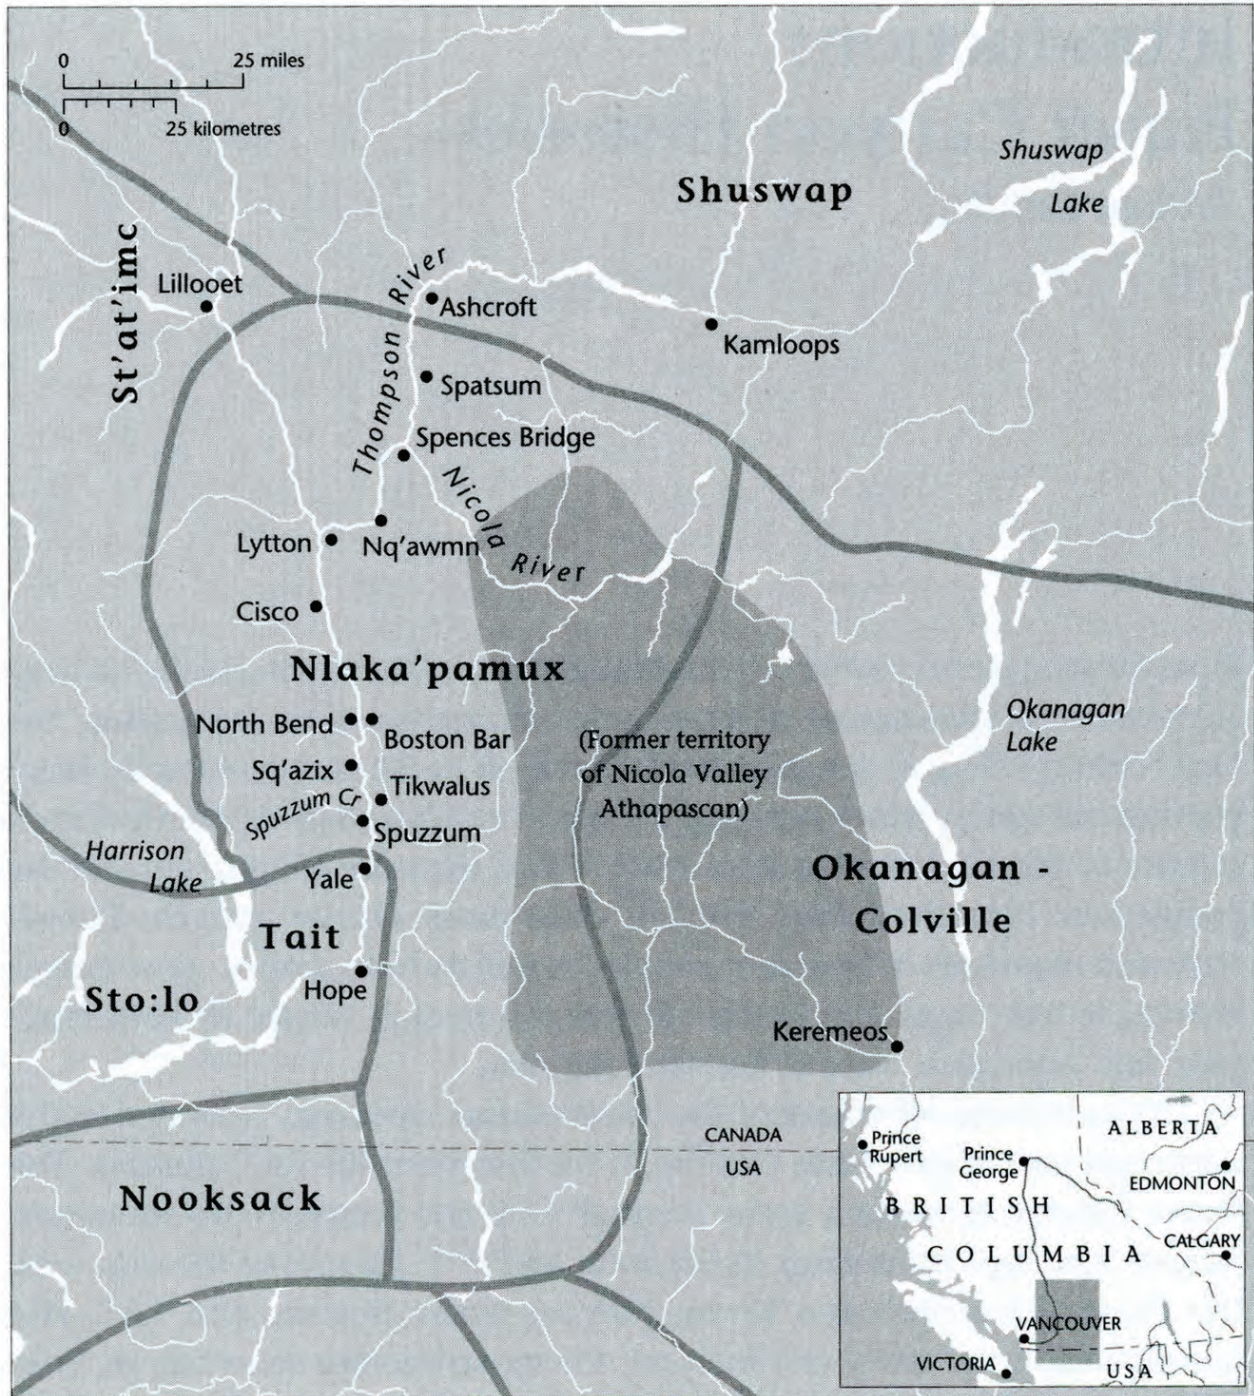 0 25 miles
0 25 kilometres
Shuswap
Shuswap
Lake
St'at'imc
Lillooet
Thompson River
Ashcroft
Kamloops
Spatsum
Spences Bridge
Nicola River
Lytton
Nq'awmn
Cisco
Nlaka'pamux
North Bend
Boston Bar
Okanagan
Lake
(Former territory
of Nicola Valley
Athapascan)
Sq'azix
Tikwalus
Spuzzum Cr
Spuzzum
Harrison
Lake
Yale
Okanagan -
Colville
Tait
Sto:lo
Hope
Keremeos
CANADA
USA
Nooksack
Prince
Rupert
Prince
George
ALBERTA
EDMONTON
BRITISH
COLUMBIA
CALGARY
VANCOUVER
VICTORIA
USA